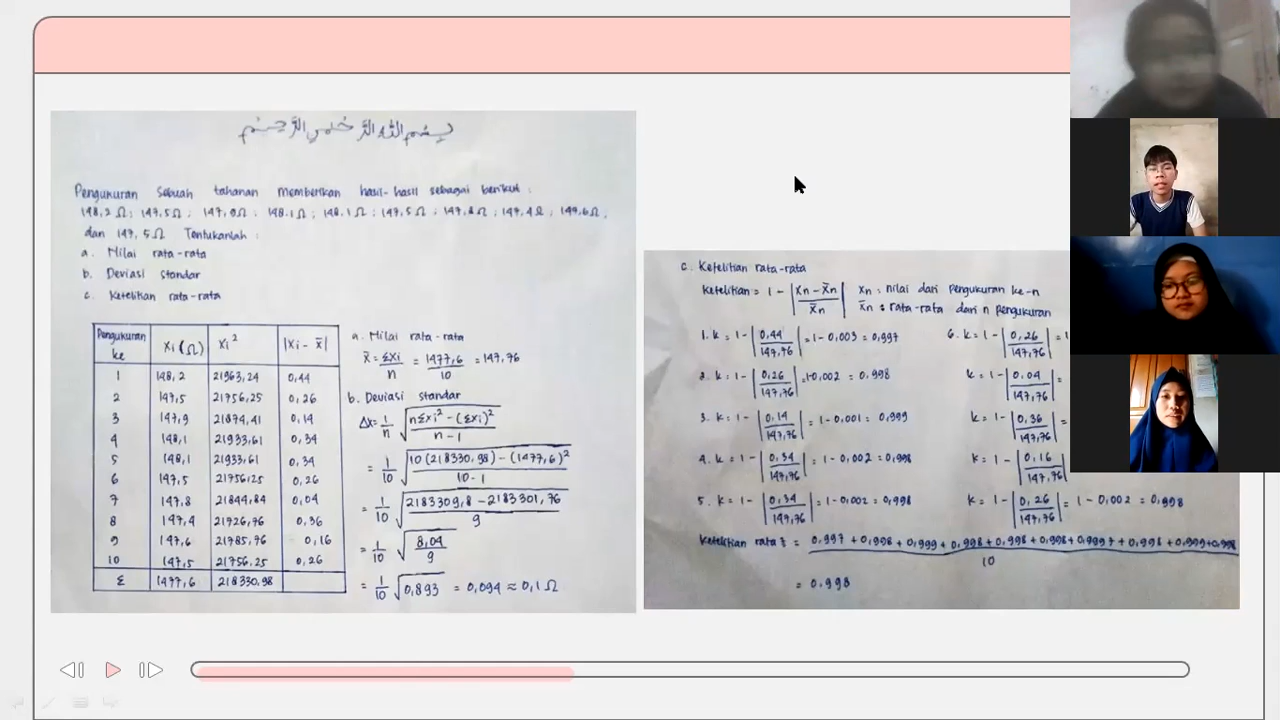 بسم الله الرحمن الرحيم
Pengukuran sebuah tahanan memberikan hasil-hasil sebagai berikut :
148,2 Ω ; 147,5 Ω ; 147,9 Ω ; 148,1 Ω ; 148,1 Ω ; 147,5 Ω ; 147,8 Ω ; 147,4 Ω ; 147,6 Ω ,
dan 147,5 Ω Tentukanlah :
a. Nilai rata-rata
b. Deviasi standar
c. Ketelitian rata-rata
Pengukuran ke Xi (Ω) Xi² |Xi - x̄|
1 148,2 21963,24 0,44
2 147,5 21756,25 0,26
3 147,9 21874,41 0,14
4 148,1 21933,61 0,34
5 148,1 21933,61 0,34
6 147,5 21756,25 0,26
7 147,8 21844,84 0,04
8 147,4 21726,76 0,36
9 147,6 21785,76 0,16
10 147,5 21756,25 0,26
Σ 1477,6 218330,98
a. Nilai rata-rata
x̄ = ΣXi / n = 1477,6 / 10 = 147,76
b. Deviasi standar
Δx = 1/n √(nΣxi² - (Σxi)² / n - 1)
= 1/10 √(10 (218330,98) - (1477,6)² / 10 - 1)
= 1/10 √(2183309,8 - 2183301,76 / 9)
= 1/10 √(8,04 / 9)
= 1/10 √0,893 = 0,094 ≈ 0,1 Ω
c. Ketelitian rata-rata
Ketelitian = 1 - |Xn - X̄n / X̄n| Xn : nilai dari pengukuran ke-n
X̄n : rata-rata dari n pengukuran
1. k = 1 - |0,44 / 147,76| = 1 - 0,003 = 0,997
2. k = 1 - |0,26 / 147,76| = 1 - 0,002 = 0,998
3. k = 1 - |0,14 / 147,76| = 1 - 0,001 = 0,999
4. k = 1 - |0,34 / 147,76| = 1 - 0,002 = 0,998
5. k = 1 - |0,34 / 147,76| = 1 - 0,002 = 0,998
6. k = 1 - |0,26 / 147,76| = 1
k = 1 - |0,04 / 147,76| =
k = 1 - |0,36 / 147,76| =
k = 1 - |0,16 / 147,76|
k = 1 - |0,26 / 147,76| = 1 - 0,002 = 0,998
Ketelitian rata² = 0,997 + 0,998 + 0,999 + 0,998 + 0,998 + 0,998 + 0,9997 + 0,998 + 0,999 + 0,998 / 10
= 0,998